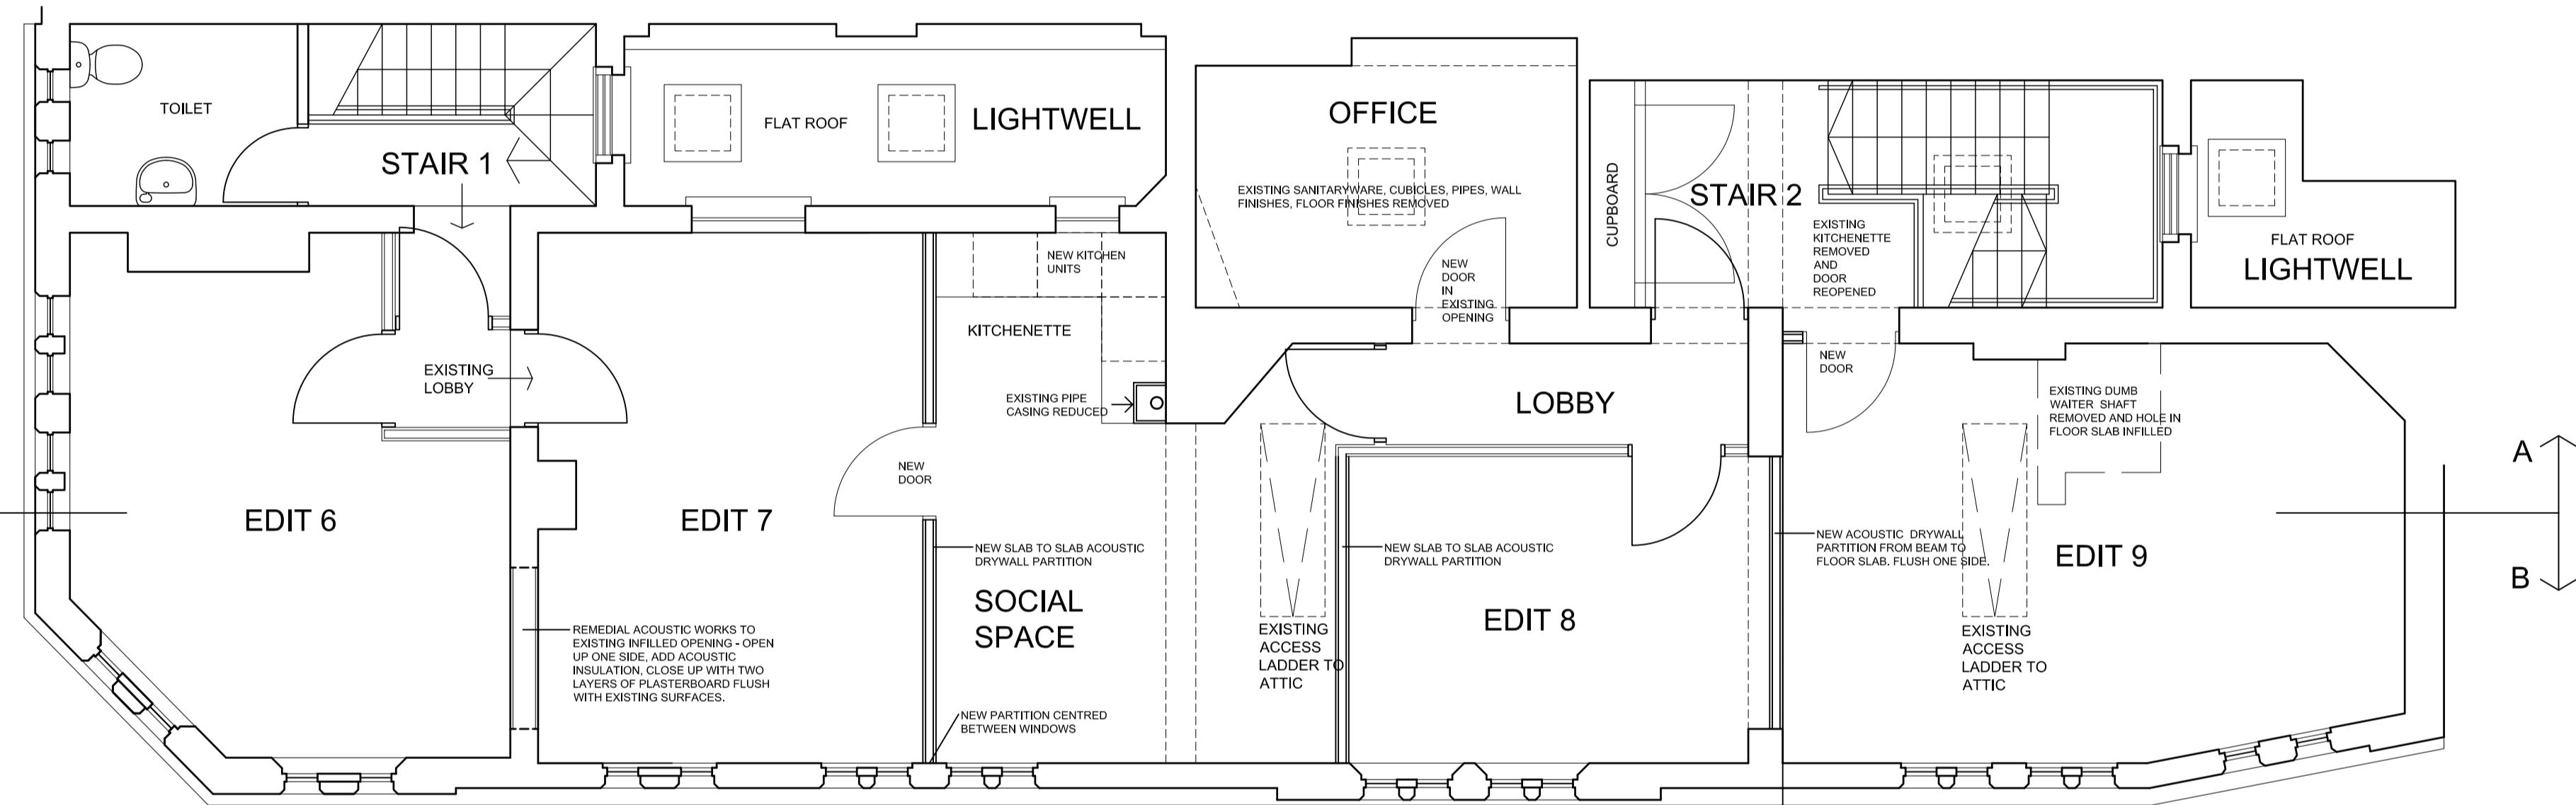 TOILET
STAIR 1
FLAT ROOF
LIGHTWELL
OFFICE
EXISTING SANITARYWARE, CUBICLES, PIPES, WALL
FINISHES, FLOOR FINISHES REMOVED
NEW
DOOR
IN
EXISTING
OPENING
CUPBOARD
STAIR 2
EXISTING
KITCHENETTE
REMOVED
AND
DOOR
REOPENED
FLAT ROOF
LIGHTWELL
NEW KITCHEN
UNITS
KITCHENETTE
EXISTING
LOBBY
EXISTING PIPE
CASING REDUCED
LOBBY
NEW
DOOR
EXISTING DUMB
WAITER SHAFT
REMOVED AND HOLE IN
FLOOR SLAB INFILLED
A
B
NEW
DOOR
EDIT 6
EDIT 7
NEW SLAB TO SLAB ACOUSTIC
DRYWALL PARTITION
SOCIAL
SPACE
NEW SLAB TO SLAB ACOUSTIC
DRYWALL PARTITION
EDIT 8
NEW ACOUSTIC DRYWALL
PARTITION FROM BEAM TO
FLOOR SLAB. FLUSH ONE SIDE.
EDIT 9
REMEDIAL ACOUSTIC WORKS TO
EXISTING INFILLED OPENING - OPEN
UP ONE SIDE, ADD ACOUSTIC
INSULATION, CLOSE UP WITH TWO
LAYERS OF PLASTERBOARD FLUSH
WITH EXISTING SURFACES.
EXISTING
ACCESS
LADDER TO
ATTIC
EXISTING
ACCESS
LADDER TO
ATTIC
NEW PARTITION CENTRED
BETWEEN WINDOWS